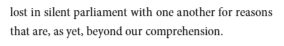 lost in silent parliament with one another for reasons
that are, as yet, beyond our comprehension.